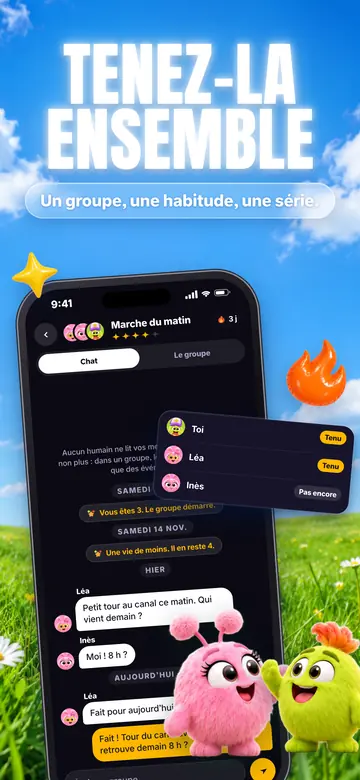 TENEZ-LA
ENSEMBLE
Un groupe, une habitude, une série.
9:41
Marche du matin
3 j
Chat
Le groupe
Aucun humain ne lit vos me
non plus : dans un groupe,
que des évén
Toi
Tenu
Léa
Tenu
Inès
Pas encore
SAMEDI
Vous êtes 3. Le groupe démarre.
SAMEDI 14 NOV.
Une vie de moins. Il en reste 4.
HIER
Léa
Petit tour au canal ce matin. Qui
vient demain ?
Inès
Moi ! 8 h ?
AUJOURD'HUI
Léa
Fait pour aujourd'hui
Fait ! Tour du can
retrouve demain 8 h ?